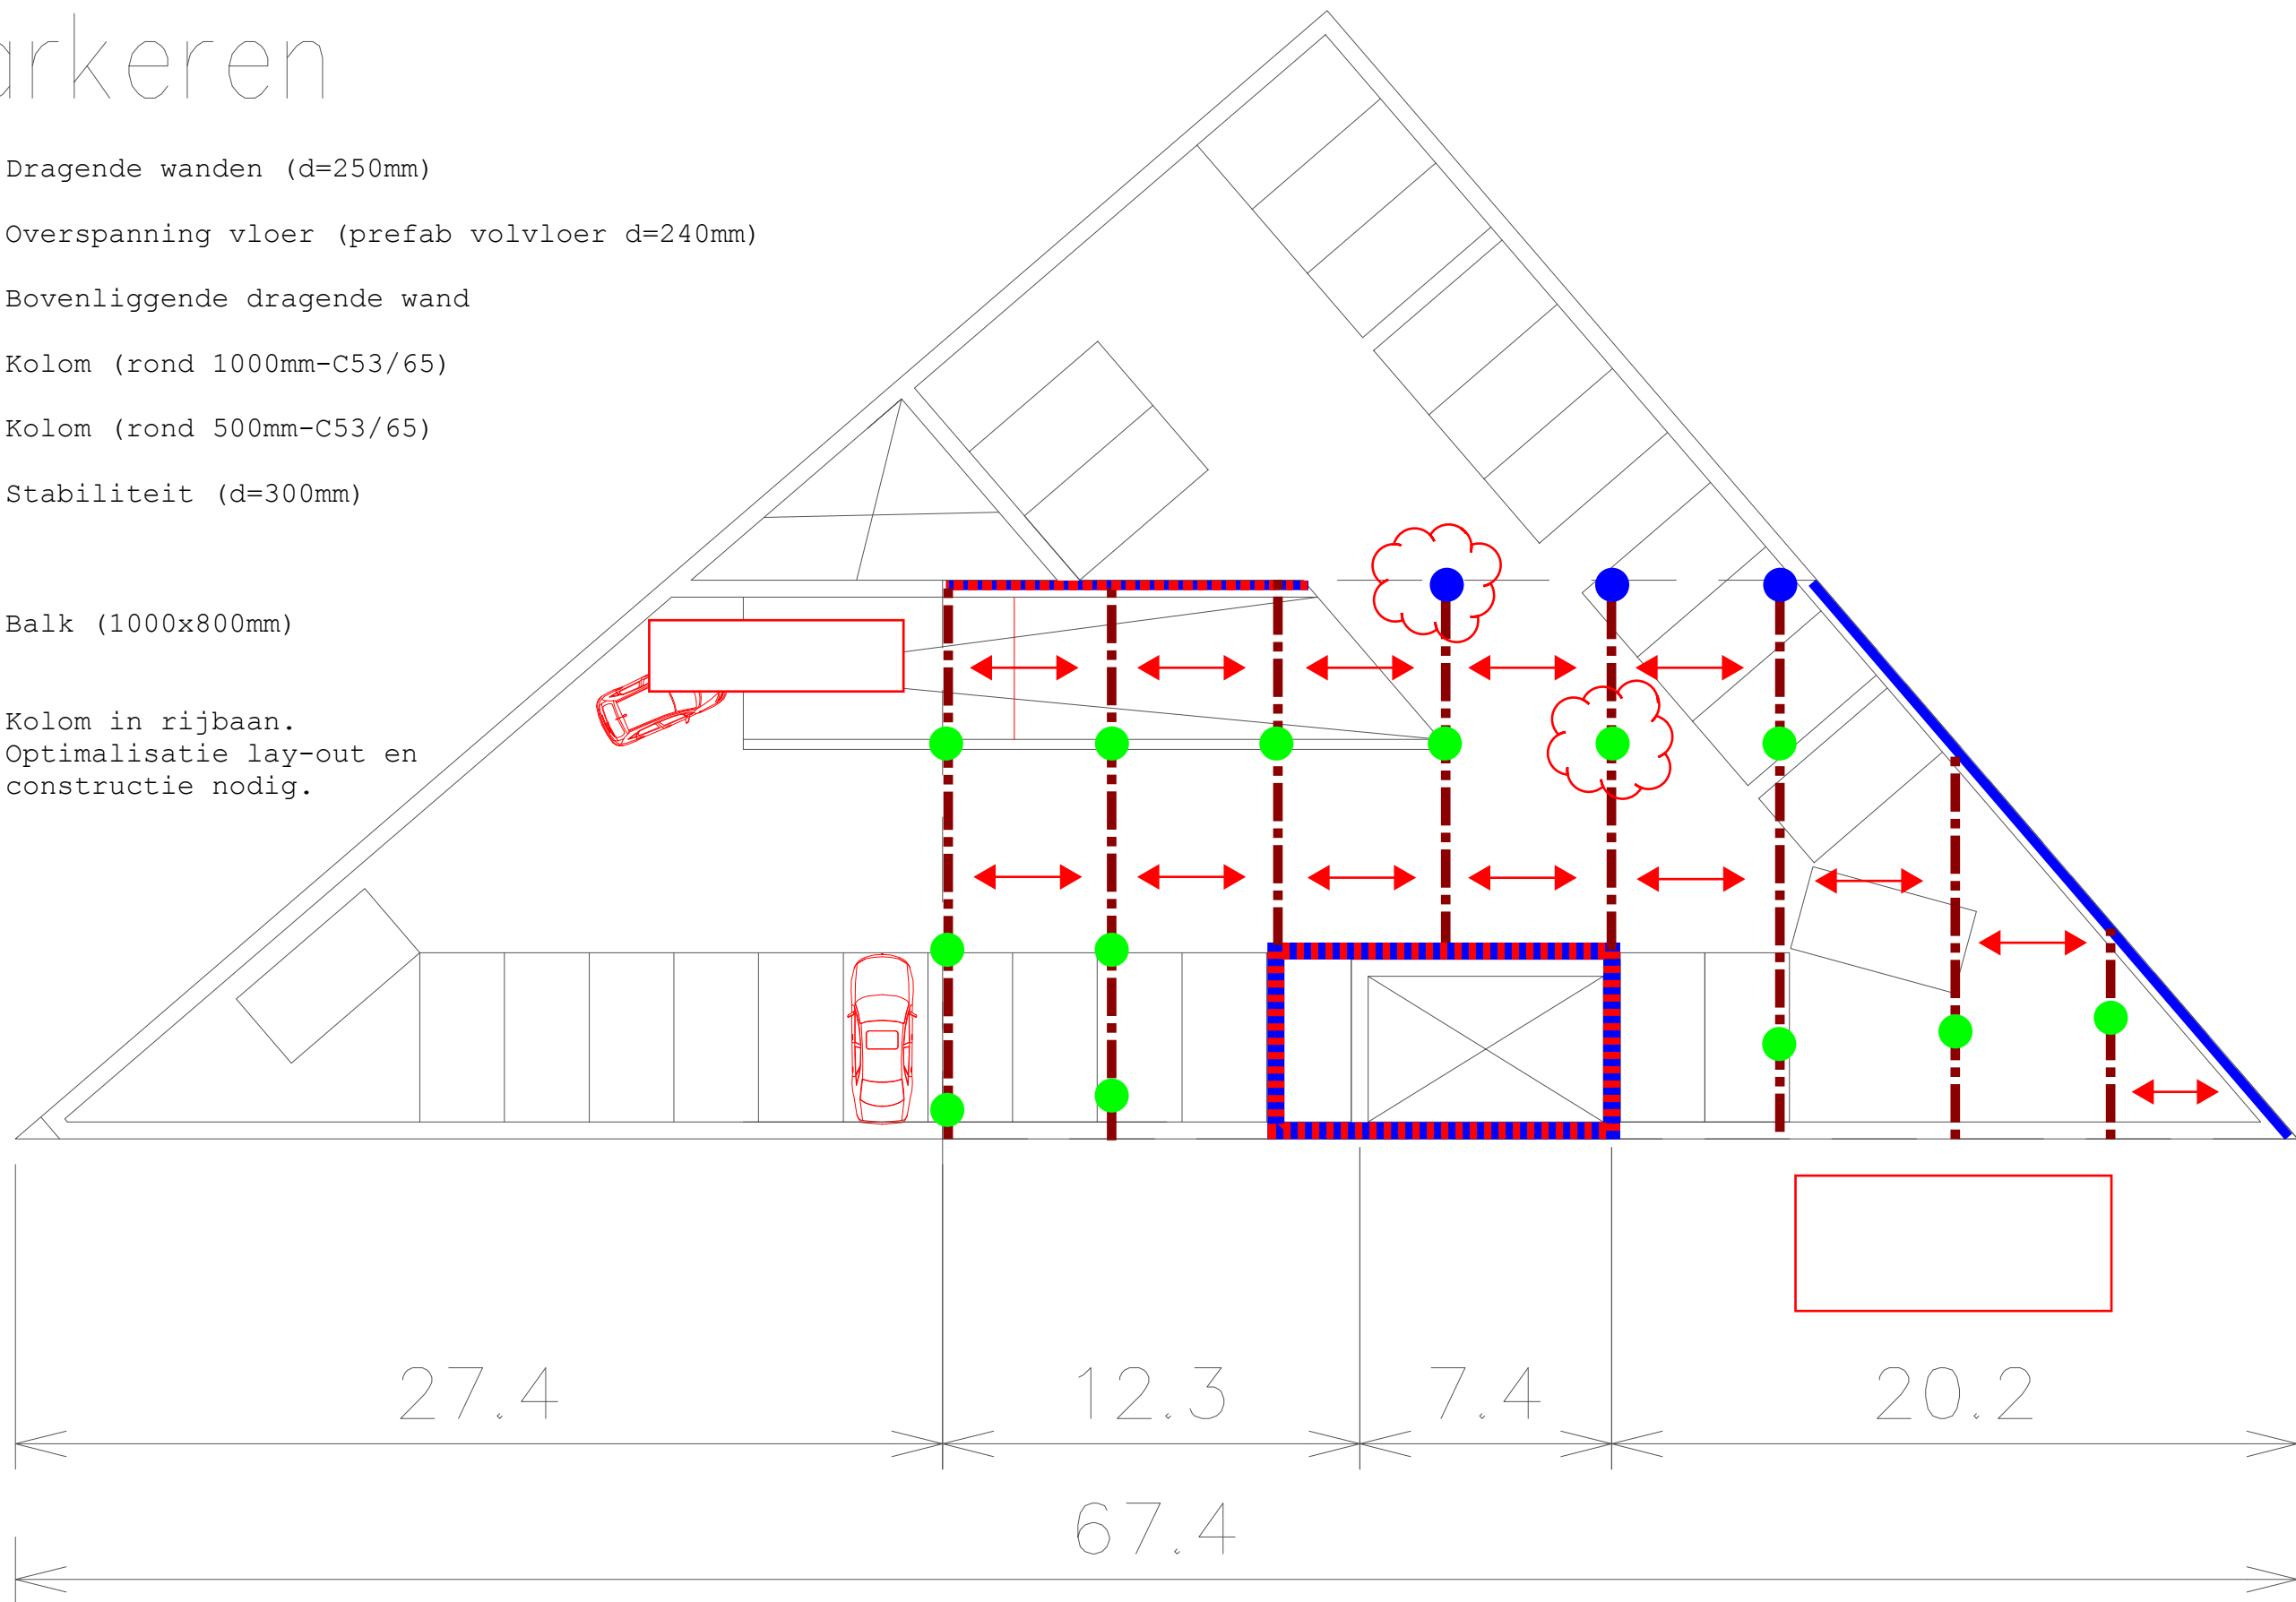 arkeren
Dragende wanden (d=250mm)
Overspanning vloer (prefab volvloer d=240mm)
Bovenliggende dragende wand
Kolom (rond 1000mm-C53/65)
Kolom (rond 500mm-C53/65)
Stabiliteit (d=300mm)
Balk (1000x800mm)
Kolom in rijbaan.
Optimalisatie lay-out en
constructie nodig.
27.4
12.3
7.4
20.2
67.4